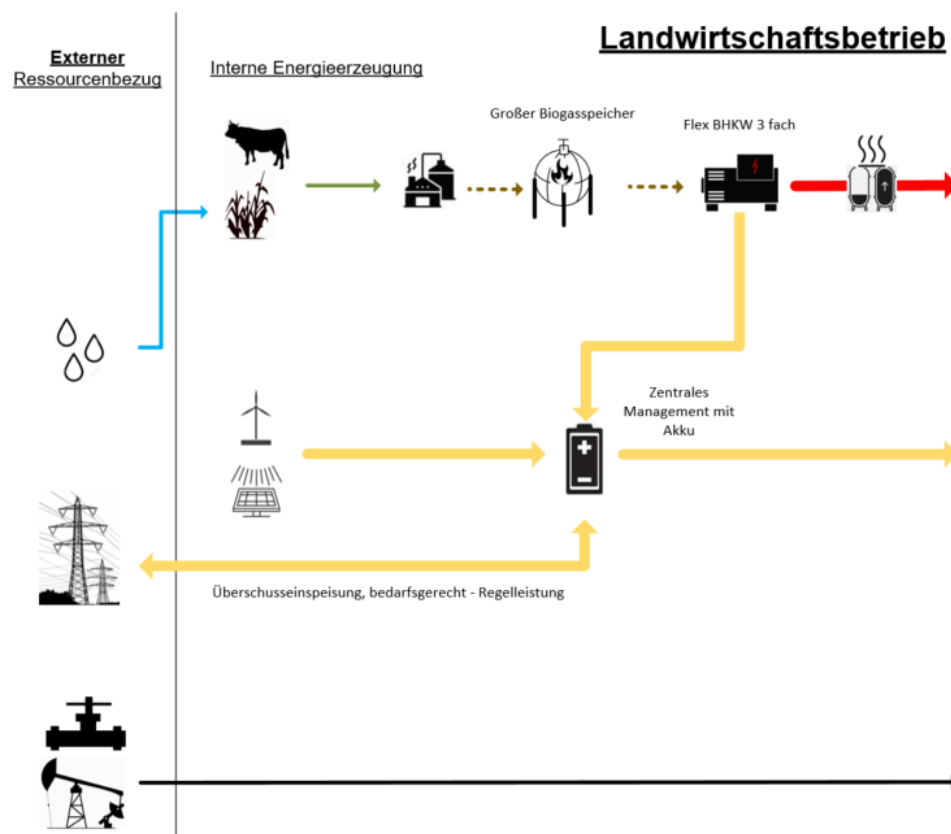 Landwirtschaftsbetrieb
Externer
Ressourcenbezug
Interne Energieerzeugung
Großer Biogasspeicher
Flex BHKW 3 fach
Zentrales
Management mit
Akku
Überschusseinspeisung, bedarfsgerecht - Regelleistung